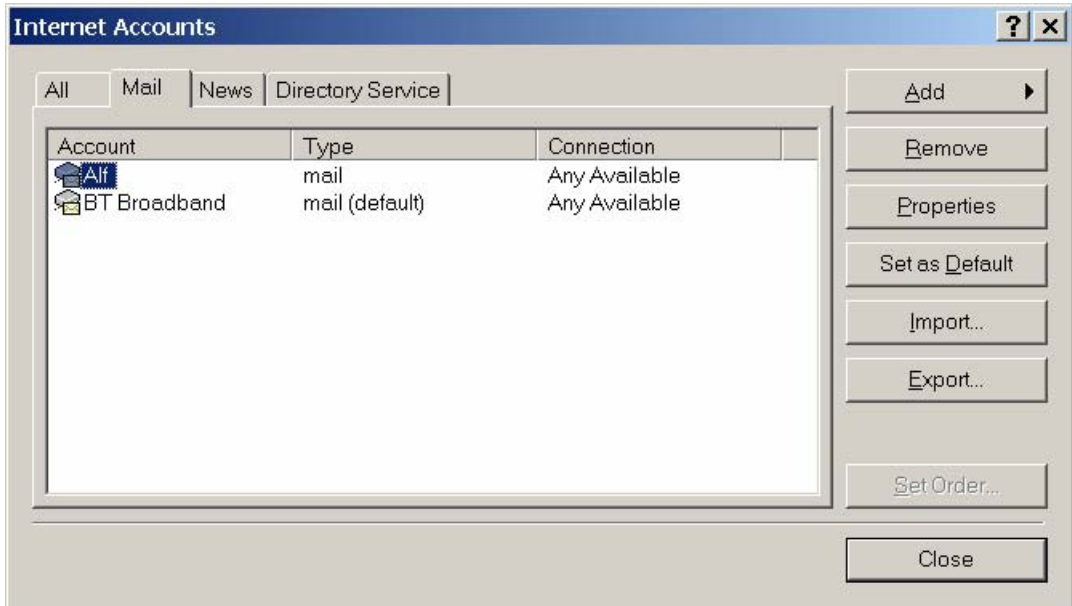 Internet Accounts
All Mail News Directory Service
Account Type Connection
Alf mail Any Available
BT Broadband mail (default) Any Available
Add
Remove
Properties
Set as Default
Import...
Export...
Set Order...
Close